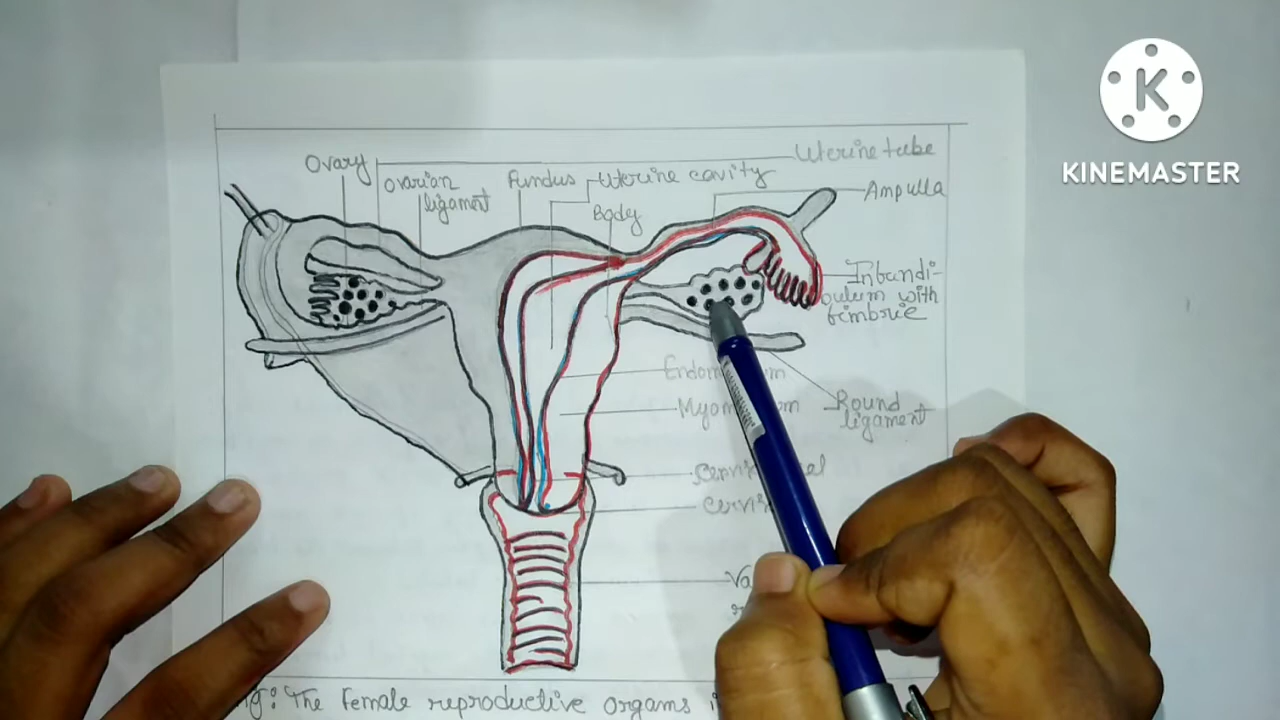 Ovary
Uterine tube
Ovarian
ligament
Fundus
Uterine cavity
Body
Ampulla
Inbundi-
bulum with
fimbrie
Round
ligament
The Female reproductive organs
K
KINEMASTER